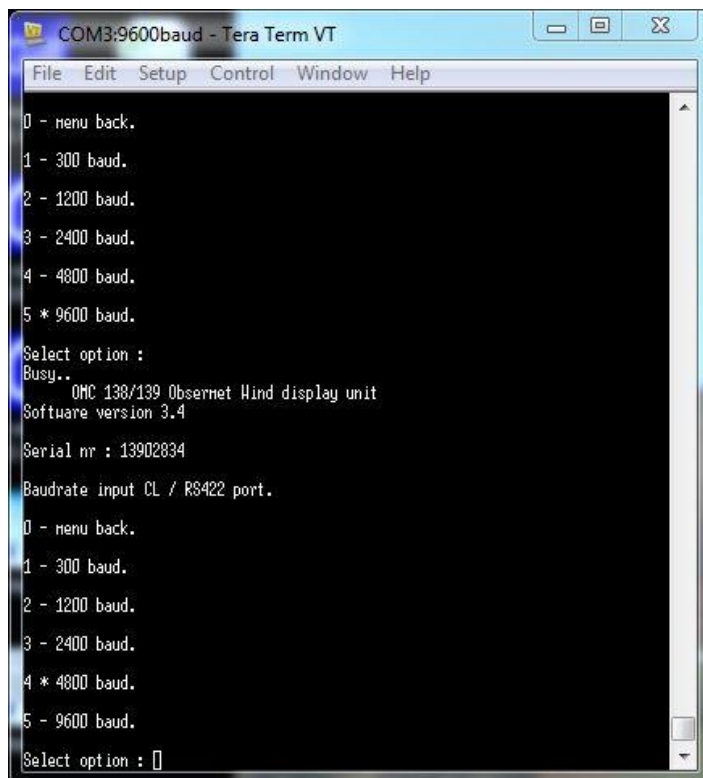 COM3:9600baud - Tera Term VT
File Edit Setup Control Window Help
0 - menu back.
1 - 300 baud.
2 - 1200 baud.
3 - 2400 baud.
4 - 4800 baud.
5 * 9600 baud.
Select option :
Busy..
OMC 138/139 Obsermet Wind display unit
Software version 3.4
Serial nr : 13902834
Baudrate input CL / RS422 port.
0 - menu back.
1 - 300 baud.
2 - 1200 baud.
3 - 2400 baud.
4 * 4800 baud.
5 - 9600 baud.
Select option :